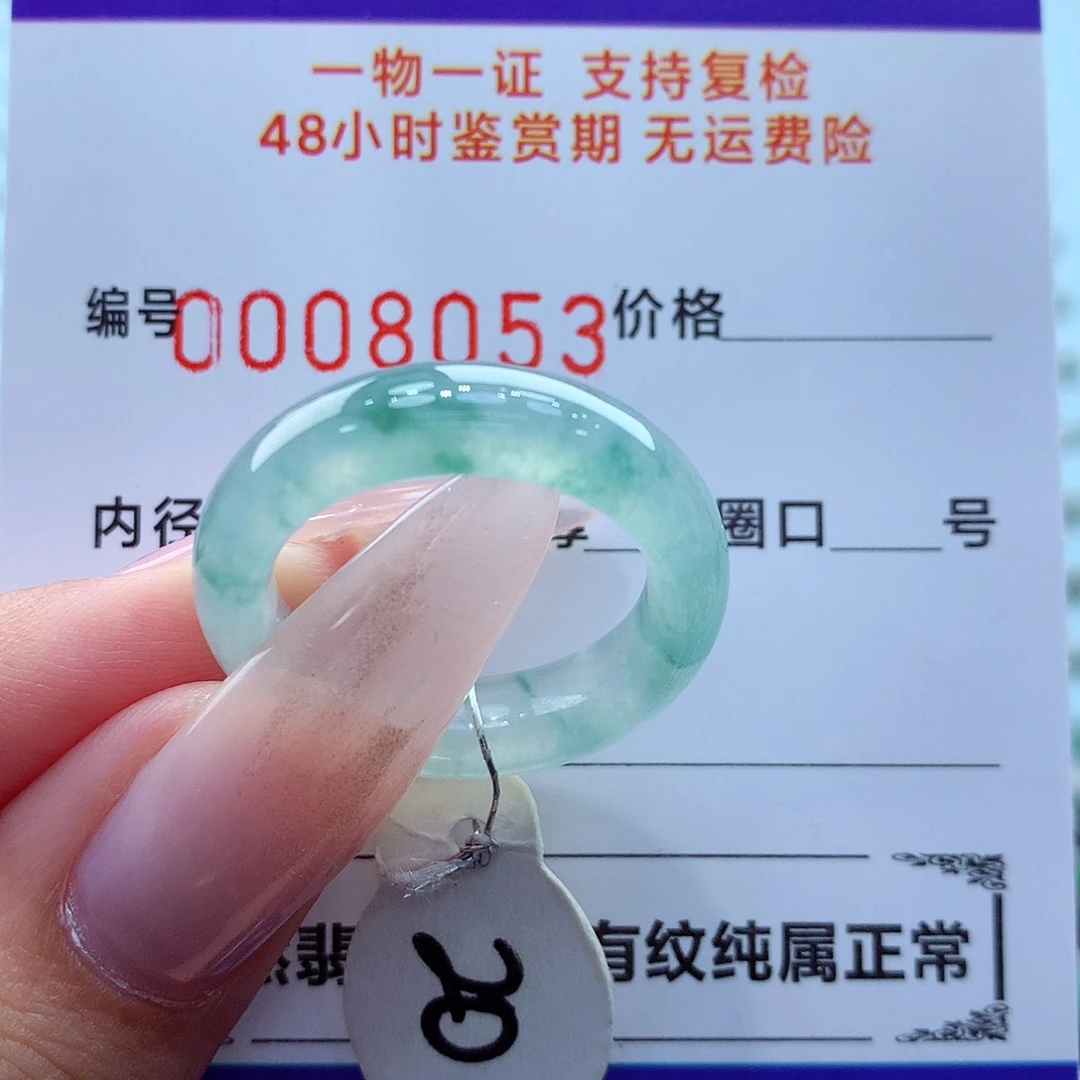 一物一证 支持复检
48小时鉴赏期 无运费险
编号0008053价格
内径 圈口 号
翡 有纹纯属正常